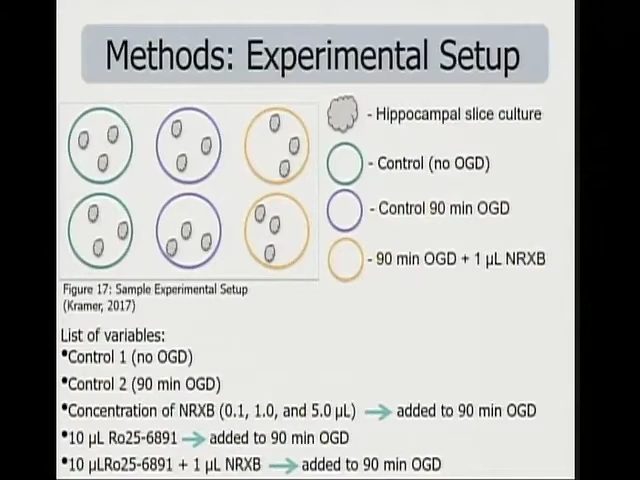 Methods: Experimental Setup
- Hippocampal slice culture
- Control (no OGD)
- Control 90 min OGD
- 90 min OGD + 1 µL NRXB
Figure 17: Sample Experimental Setup
(Kramer, 2017)
List of variables:
•Control 1 (no OGD)
•Control 2 (90 min OGD)
•Concentration of NRXB (0.1, 1.0, and 5.0 µL) → added to 90 min OGD
•10 µL Ro25-6891 → added to 90 min OGD
•10 µLRo25-6891 + 1 µL NRXB → added to 90 min OGD